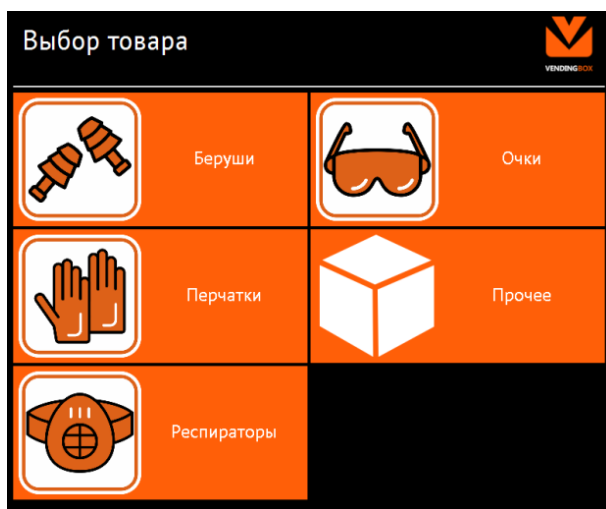 Выбор товара
VENDINGBOX
Беруши
Очки
Перчатки
Прочее
Респираторы